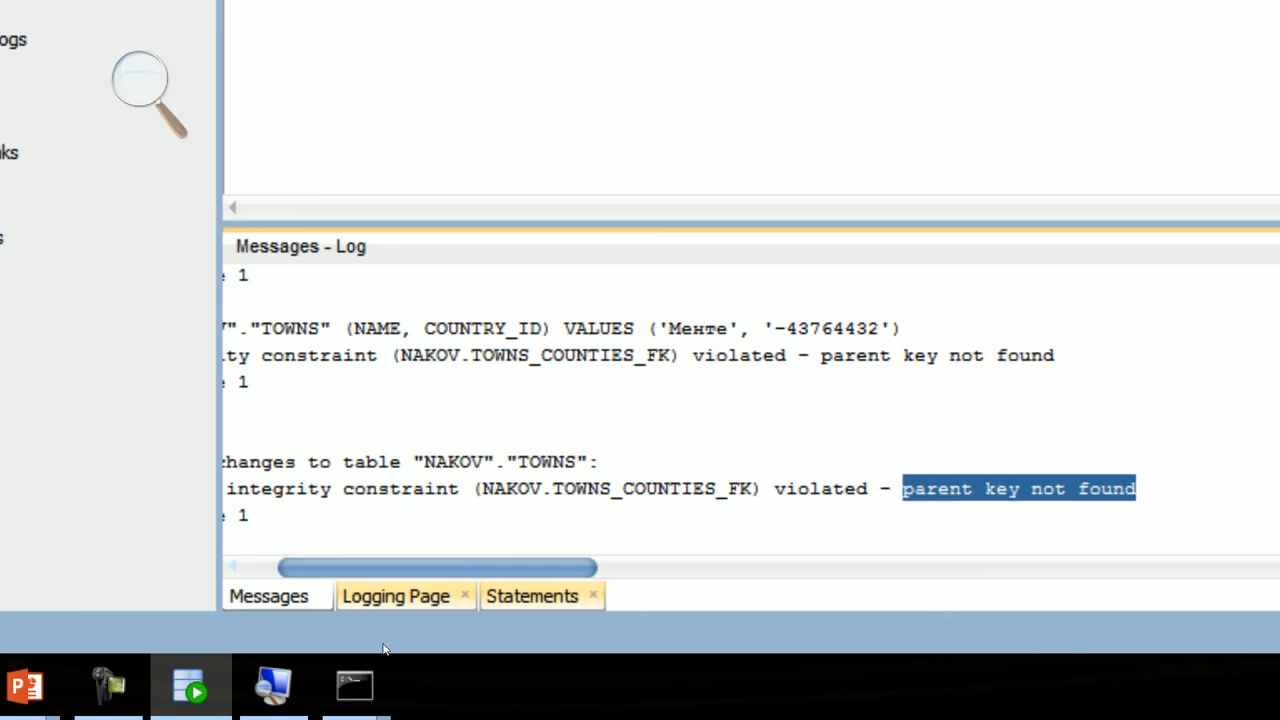 ogs
ks
s
Messages - Log
1
"."TOWNS" (NAME, COUNTRY_ID) VALUES ('Менте', '-43764432')
ity constraint (NAKOV.TOWNS_COUNTIES_FK) violated - parent key not found
1
changes to table "NAKOV"."TOWNS":
integrity constraint (NAKOV.TOWNS_COUNTIES_FK) violated - parent key not found
1
Messages Logging Page Statements
P